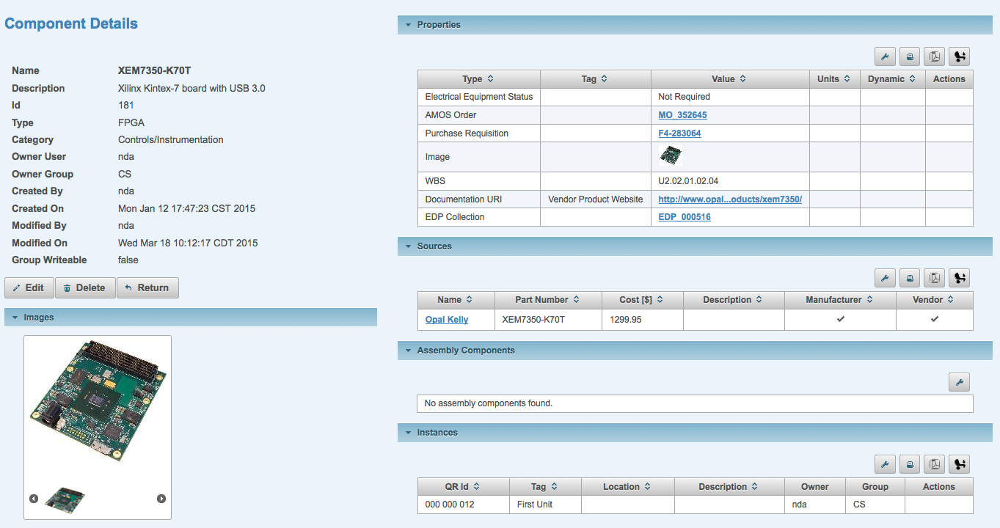 Component Details
Name XEM7350-K70T
Description Xilinx Kintex-7 board with USB 3.0
Id 181
Type FPGA
Category Controls/Instrumentation
Owner User nda
Owner Group CS
Created By nda
Created On Mon Jan 12 17:47:23 CST 2015
Modified By nda
Modified On Wed Mar 18 10:12:17 CDT 2015
Group Writeable false
Edit Delete Return
Images
Properties
Type Tag Value Units Dynamic Actions
Electrical Equipment Status Not Required
AMOS Order MO_352645
Purchase Requisition F4-283064
Image
WBS U2.02.01.02.04
Documentation URI Vendor Product Website http://www.opal...oducts/xem7350/
EDP Collection EDP_000516
Sources
Name Part Number Cost [$] Description Manufacturer Vendor
Opal Kelly XEM7350-K70T 1299.95
Assembly Components
No assembly components found.
Instances
QR Id Tag Location Description Owner Group Actions
000 000 012 First Unit nda CS